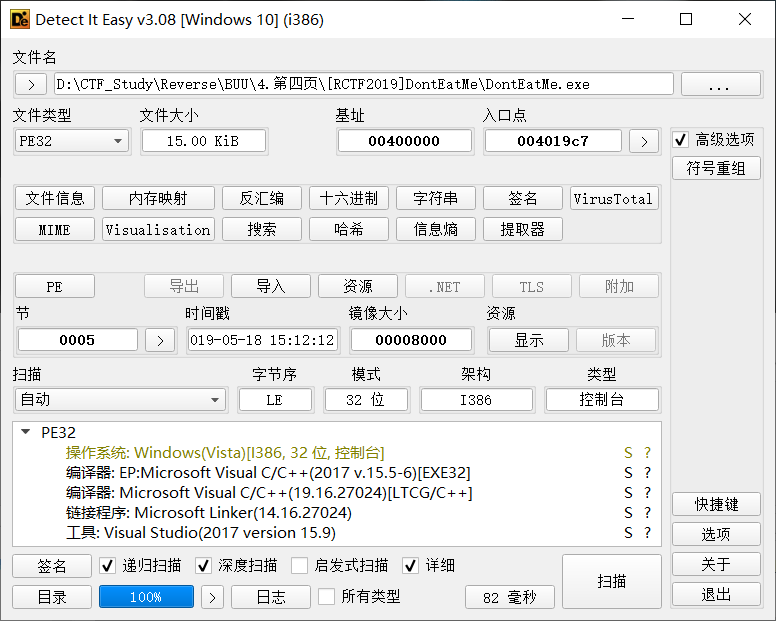 Detect It Easy v3.08 [Windows 10] (i386)
文件名
> D:\CTF_Study\Reverse\BUU\4.第四页\[RCTF2019]DontEatMe\DontEatMe.exe ...
文件类型 文件大小 基址 入口点
PE32 15.00 KiB 00400000 004019c7 > 高级选项
文件信息 内存映射 反汇编 十六进制 字符串 签名 VirusTotal 符号重组
MIME Visualisation 搜索 哈希 信息熵 提取器
PE 导出 导入 资源 .NET TLS 附加
节 时间戳 镜像大小 资源
0005 > 019-05-18 15:12:12 00008000 显示 版本
扫描 字节序 模式 架构 类型
自动 LE 32 位 I386 控制台
PE32
操作系统: Windows(Vista)[I386, 32 位, 控制台] S ?
编译器: EP:Microsoft Visual C/C++(2017 v.15.5-6)[EXE32] S ?
编译器: Microsoft Visual C/C++(19.16.27024)[LTCG/C++] S ?
链接程序: Microsoft Linker(14.16.27024) S ?
工具: Visual Studio(2017 version 15.9) S ?
快捷键
选项
签名 递归扫描 深度扫描 启发式扫描 详细 扫描 关于
目录 100% > 日志 所有类型 82 毫秒 退出